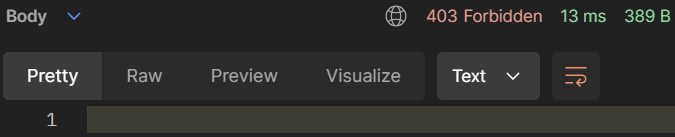 Body 403 Forbidden 13 ms 389 B
Pretty Raw Preview Visualize Text
1